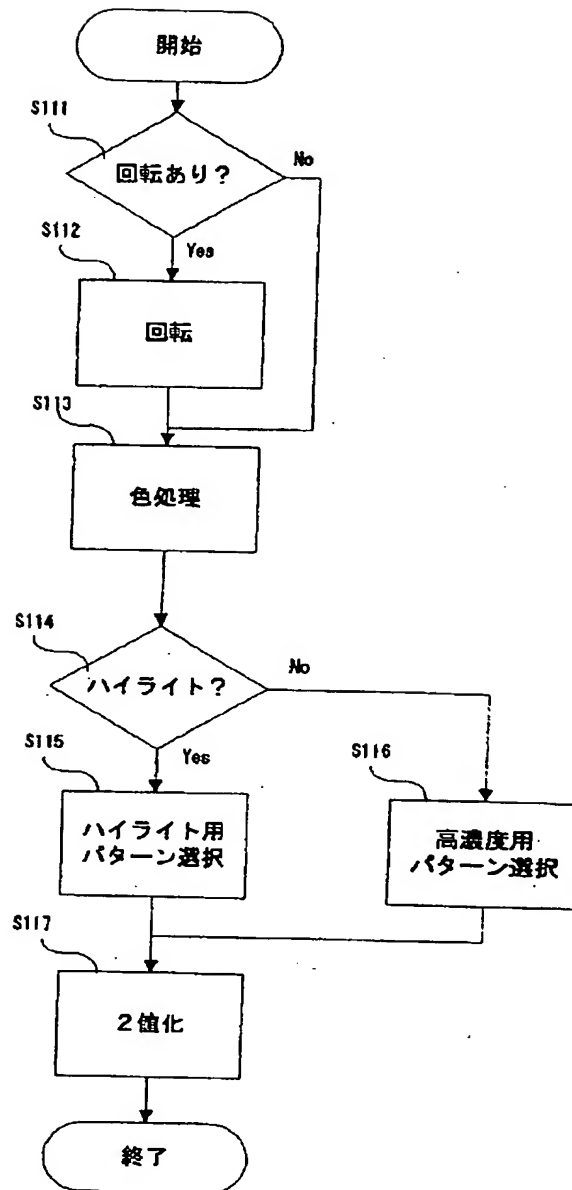 開始
S111
回転あり?
No
S112
Yes
回転
S113
色処理
S114
ハイライト?
No
S115
Yes
S116
ハイライト用
パターン選択
高濃度用
パターン選択
S117
2値化
終了